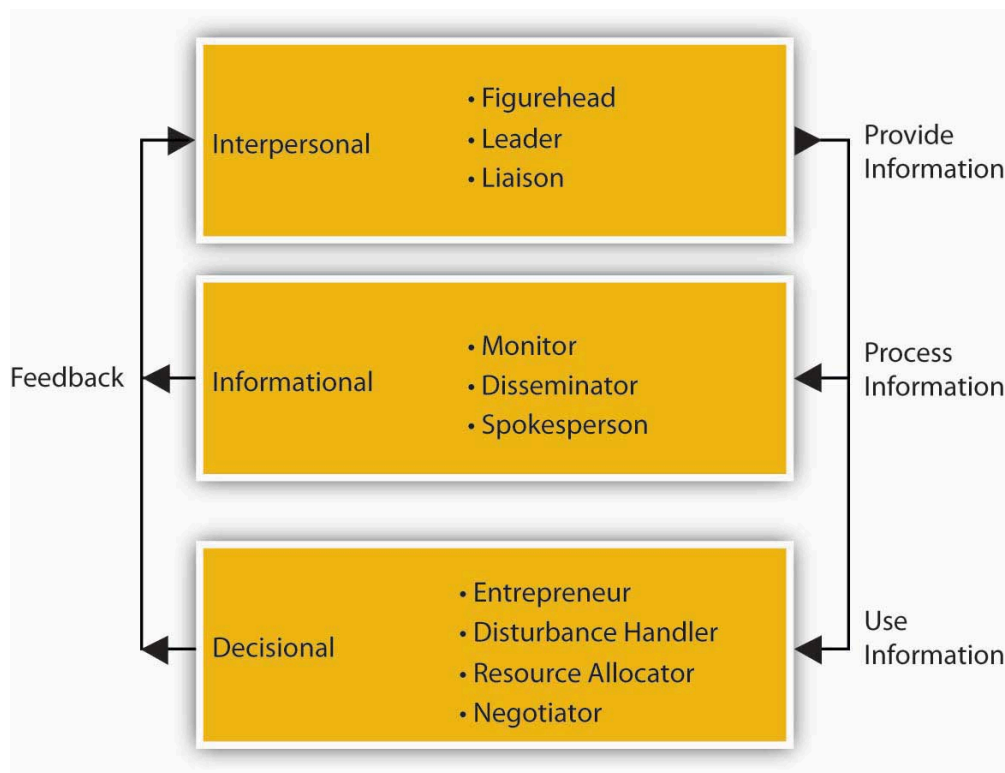 Interpersonal
• Figurehead
• Leader
• Liaison
Provide
Information
Feedback
Informational
• Monitor
• Disseminator
• Spokesperson
Process
Information
Decisional
• Entrepreneur
• Disturbance Handler
• Resource Allocator
• Negotiator
Use
Information